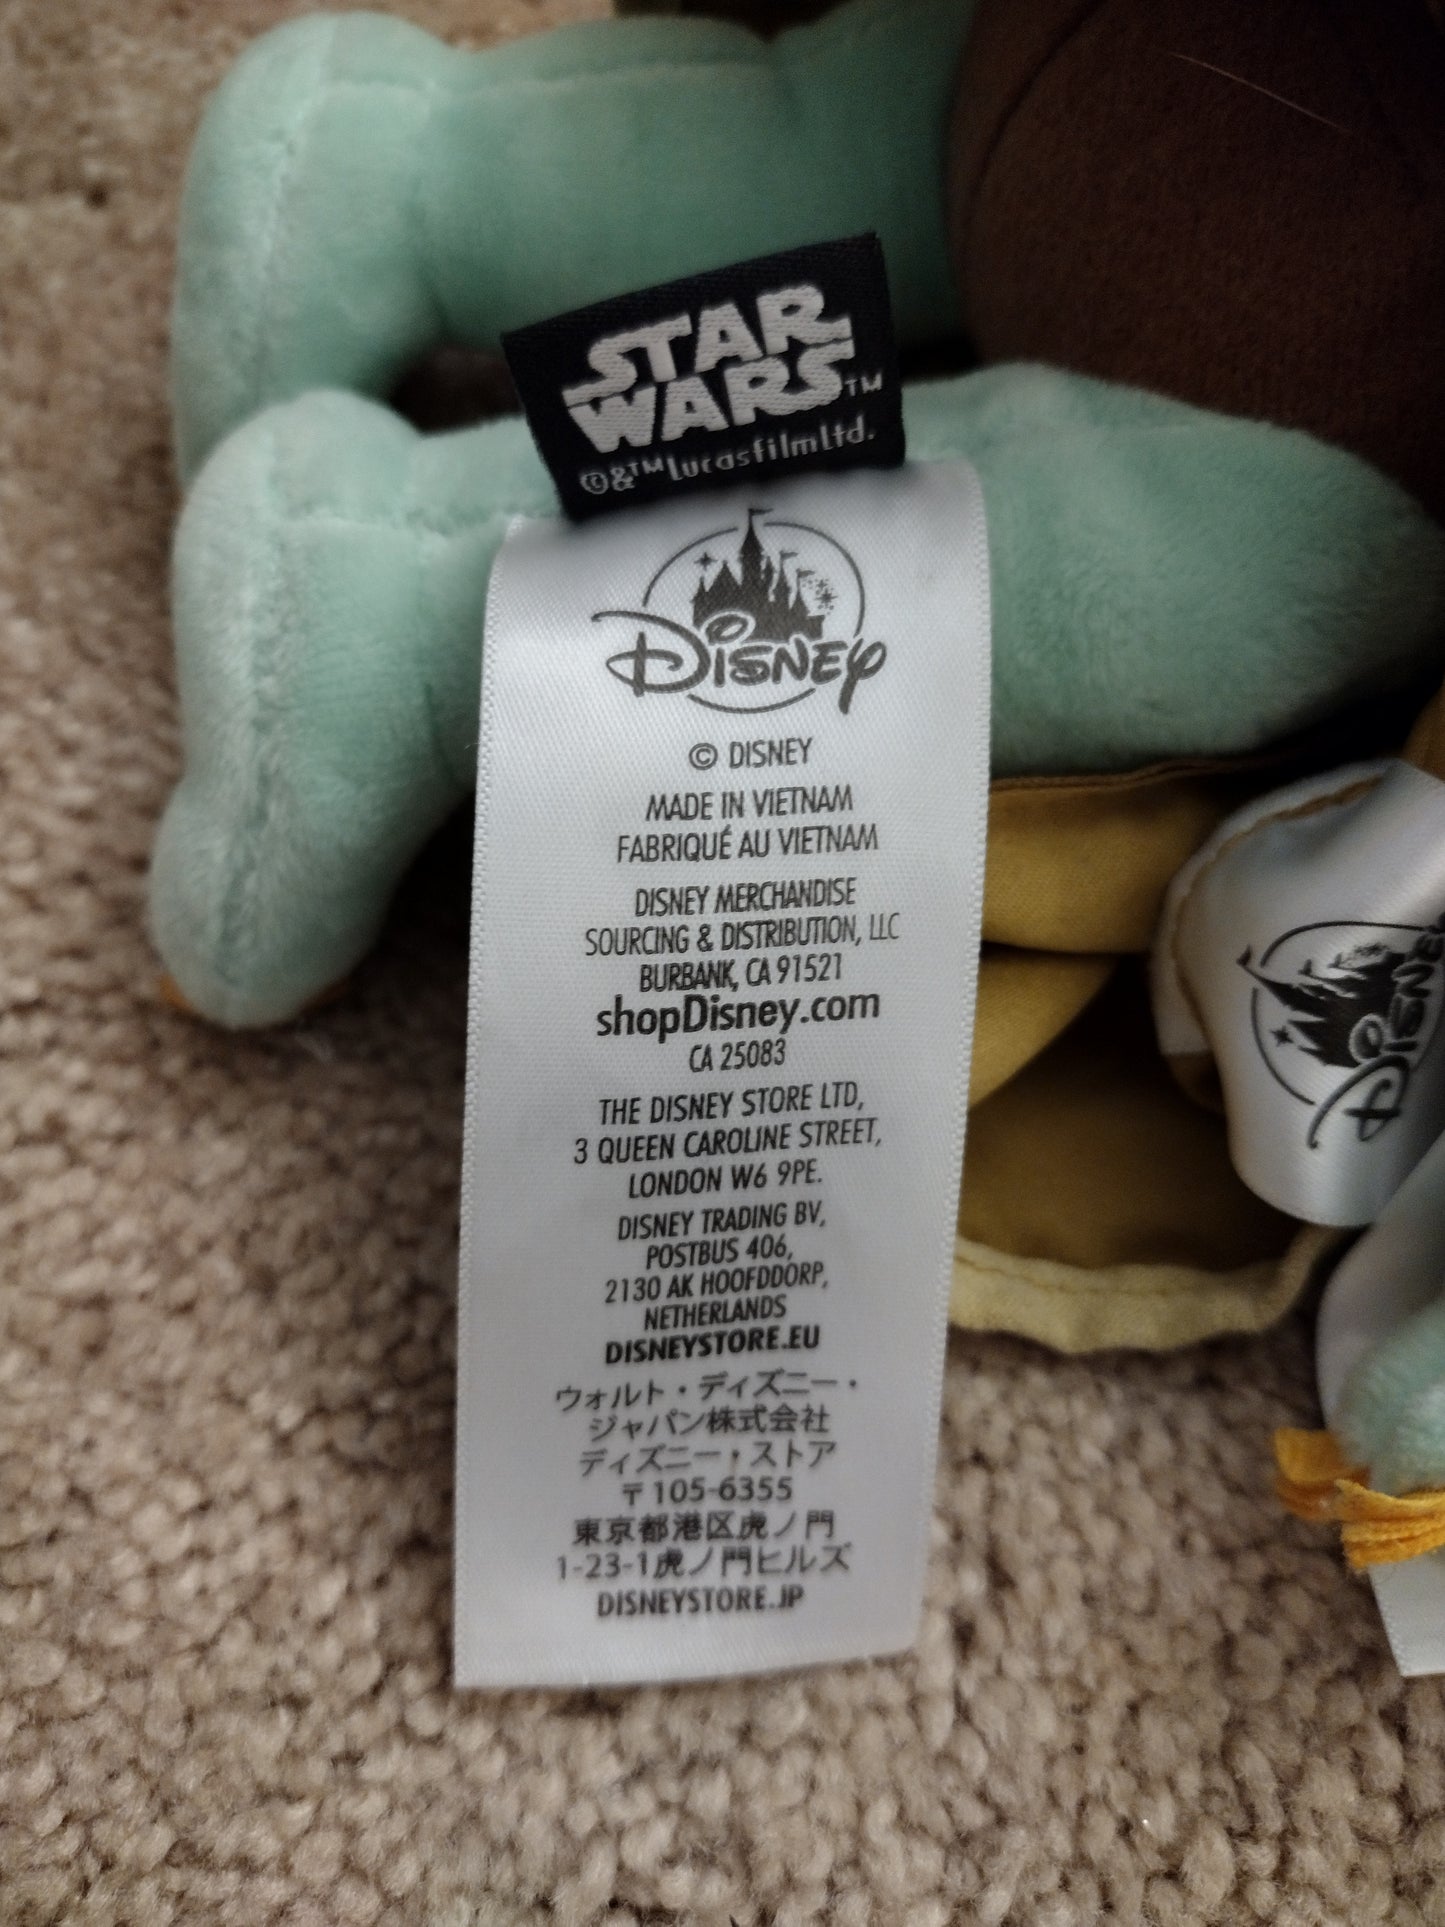 STAR
WARS™
©&™Lucasfilm Ltd.
Disney
© DISNEY
MADE IN VIETNAM
FABRIQUÉ AU VIETNAM
DISNEY MERCHANDISE
SOURCING & DISTRIBUTION, LLC
BURBANK, CA 91521
shopDisney.com
CA 25083
THE DISNEY STORE LTD,
3 QUEEN CAROLINE STREET,
LONDON W6 9PE.
DISNEY TRADING BV,
POSTBUS 406,
2130 AK HOOFDDORP,
NETHERLANDS
DISNEYSTORE.EU
ウォルト・ディズニー・
ジャパン株式会社
ディズニー・ストア
〒105-6355
東京都港区虎ノ門
1-23-1虎ノ門ヒルズ
DISNEYSTORE.JP
Disney